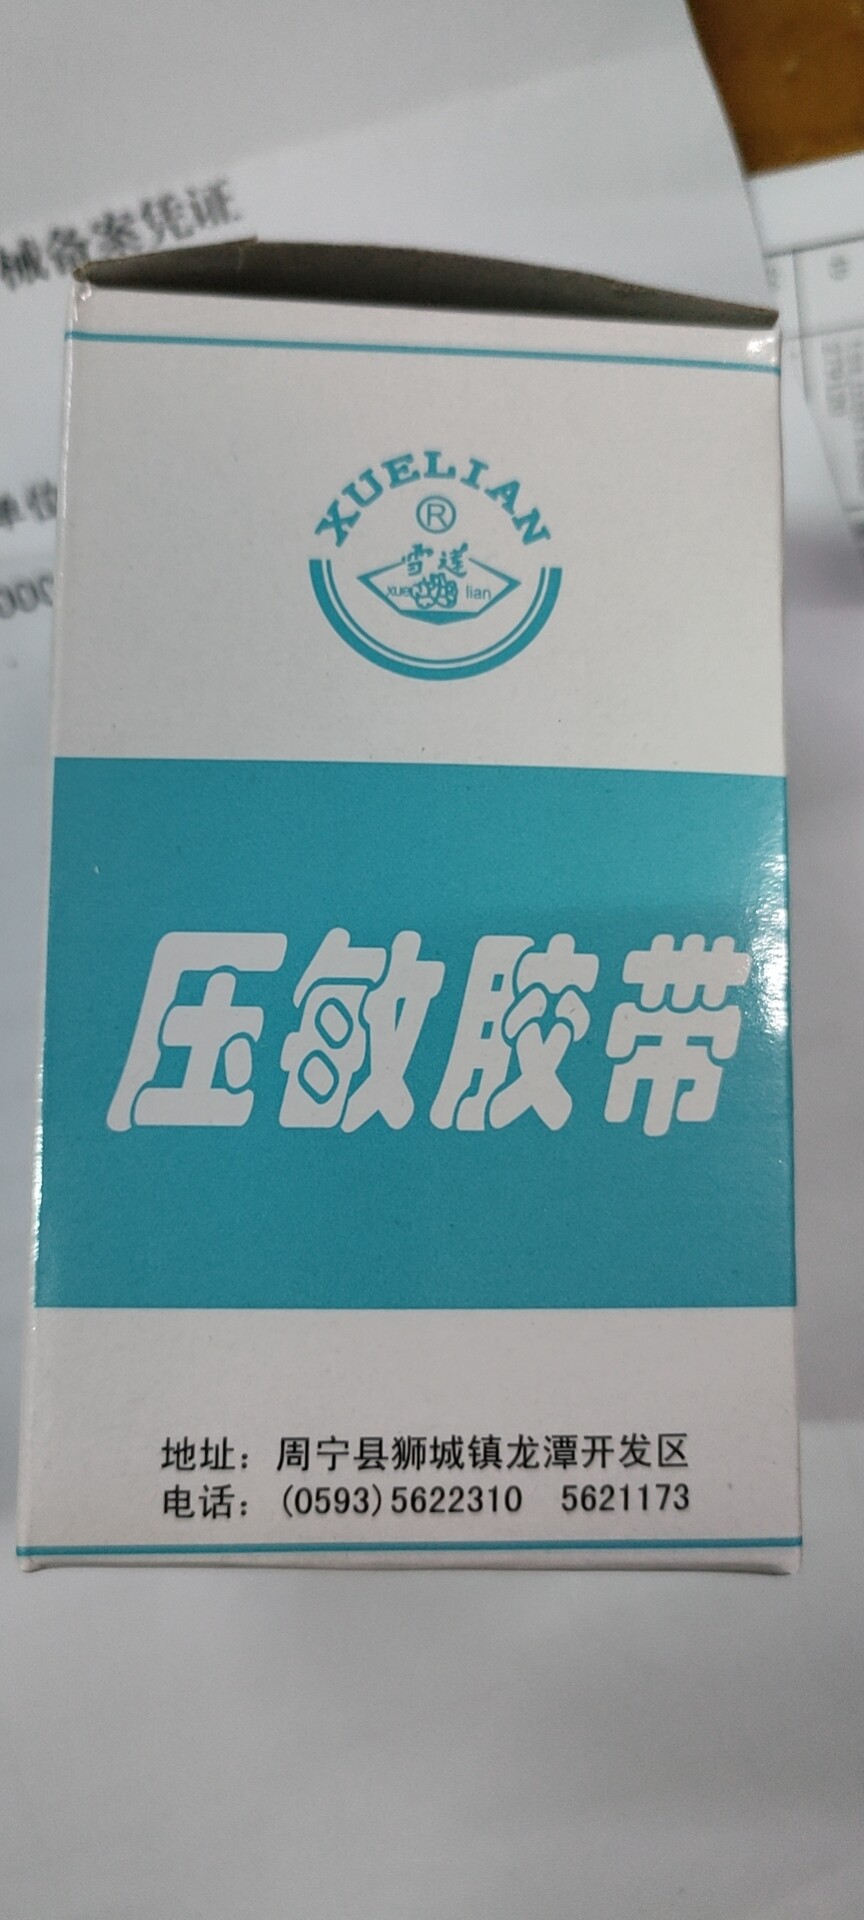 械备案凭证
XUELIAN
®
雪莲
xue lian
压敏胶带
地址：周宁县狮城镇龙潭开发区
电话：(0593)5622310 5621173